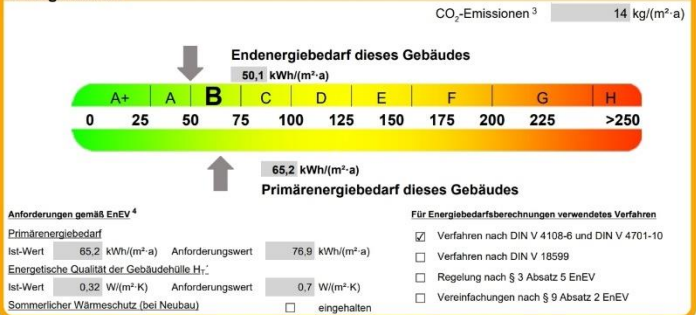 CO₂-Emissionen ³ 14 kg/(m²·a)
Endenergiebedarf dieses Gebäudes
50,1 kWh/(m²·a)
A+ A B C D E F G H
0 25 50 75 100 125 150 175 200 225 >250
65,2 kWh/(m²·a)
Primärenergiebedarf dieses Gebäudes
Anforderungen gemäß EnEV ⁴
Primärenergiebedarf
Ist-Wert 65,2 kWh/(m²·a) Anforderungswert 76,9 kWh/(m²·a)
Energetische Qualität der Gebäudehülle H_T'
Ist-Wert 0,32 W/(m²·K) Anforderungswert 0,7 W/(m²·K)
Sommerlicher Wärmeschutz (bei Neubau) ☐ eingehalten
Für Energiebedarfsberechnungen verwendetes Verfahren
☑ Verfahren nach DIN V 4108-6 und DIN V 4701-10
☐ Verfahren nach DIN V 18599
☐ Regelung nach § 3 Absatz 5 EnEV
☐ Vereinfachungen nach § 9 Absatz 2 EnEV